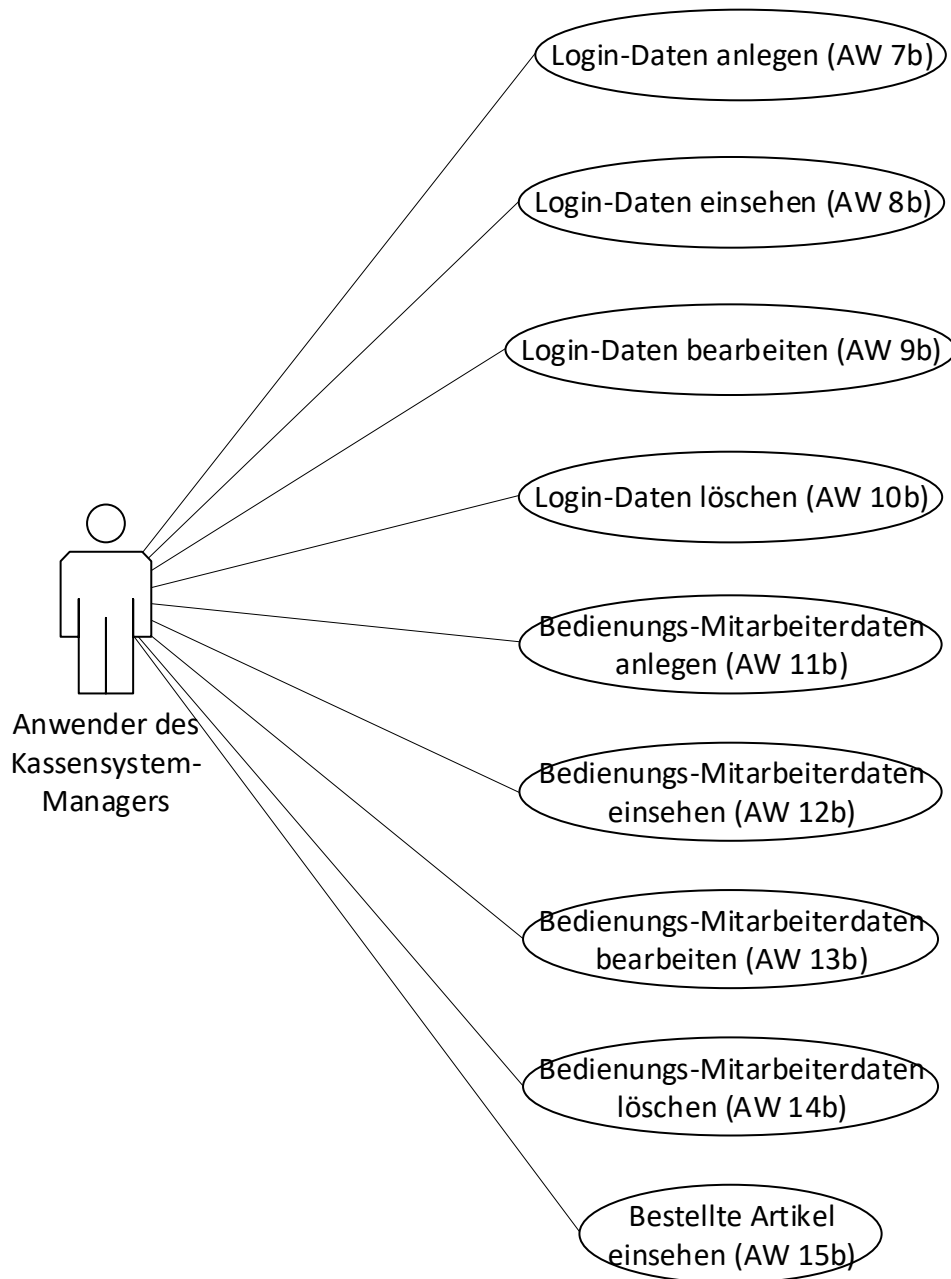 Login-Daten anlegen (AW 7b)
Login-Daten einsehen (AW 8b)
Login-Daten bearbeiten (AW 9b)
Login-Daten löschen (AW 10b)
Bedienungs-Mitarbeiterdaten
anlegen (AW 11b)
Anwender des
Kassensystem-
Managers
Bedienungs-Mitarbeiterdaten
einsehen (AW 12b)
Bedienungs-Mitarbeiterdaten
bearbeiten (AW 13b)
Bedienungs-Mitarbeiterdaten
löschen (AW 14b)
Bestellte Artikel
einsehen (AW 15b)